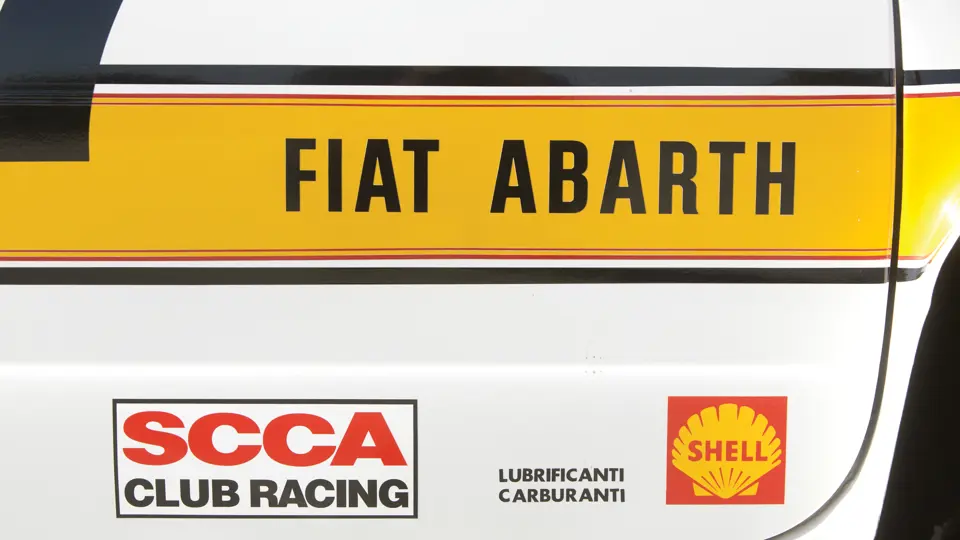 FIAT ABARTH
SCCA
CLUB RACING
LUBRIFICANTI
CARBURANTI
SHELL